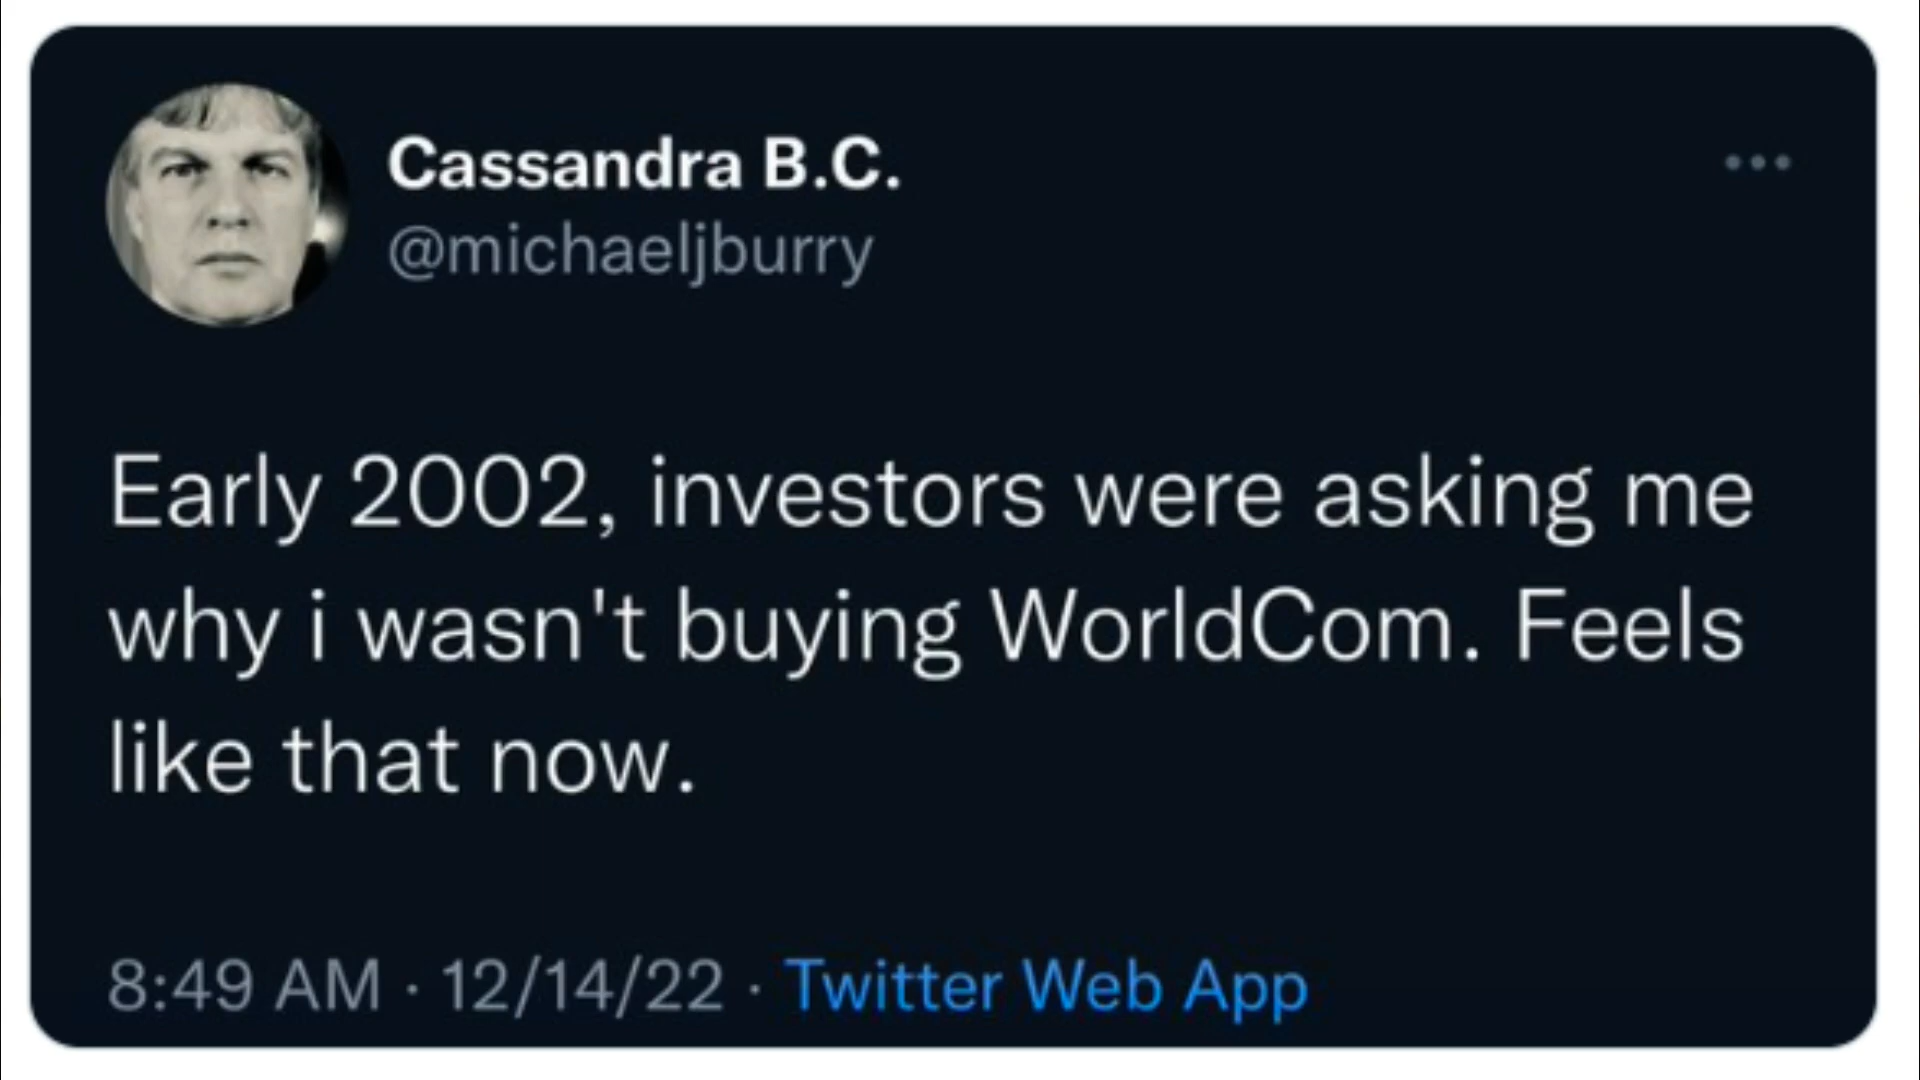 Cassandra B.C.
@michaeljburry
Early 2002, investors were asking me
why i wasn't buying WorldCom. Feels
like that now.
8:49 AM · 12/14/22 · Twitter Web App